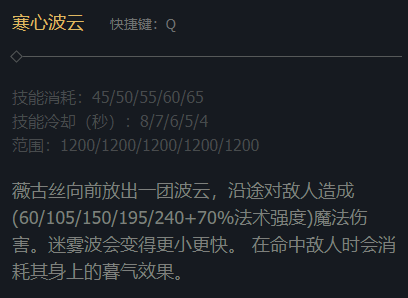 寒心波云 快捷键：Q
技能消耗：45/50/55/60/65
技能冷却（秒）：8/7/6/5/4
范围：1200/1200/1200/1200/1200
薇古丝向前放出一团波云，沿途对敌人造成
(60/105/150/195/240+70%法术强度)魔法伤
害。迷雾波会变得更小更快。 在命中敌人时会消
耗其身上的暮气效果。